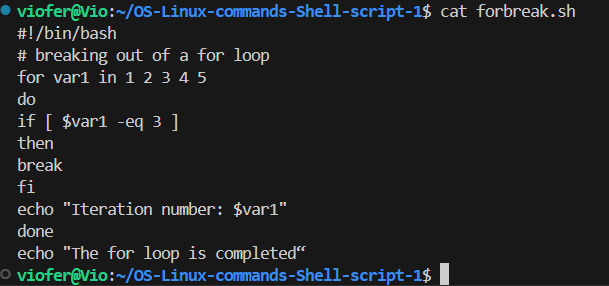 viofer@Vio:~/OS-Linux-commands-Shell-script-1$ cat forbreak.sh
#!/bin/bash
# breaking out of a for loop
for var1 in 1 2 3 4 5
do
if [ $var1 -eq 3 ]
then
break
fi
echo "Iteration number: $var1"
done
echo "The for loop is completed“
viofer@Vio:~/OS-Linux-commands-Shell-script-1$